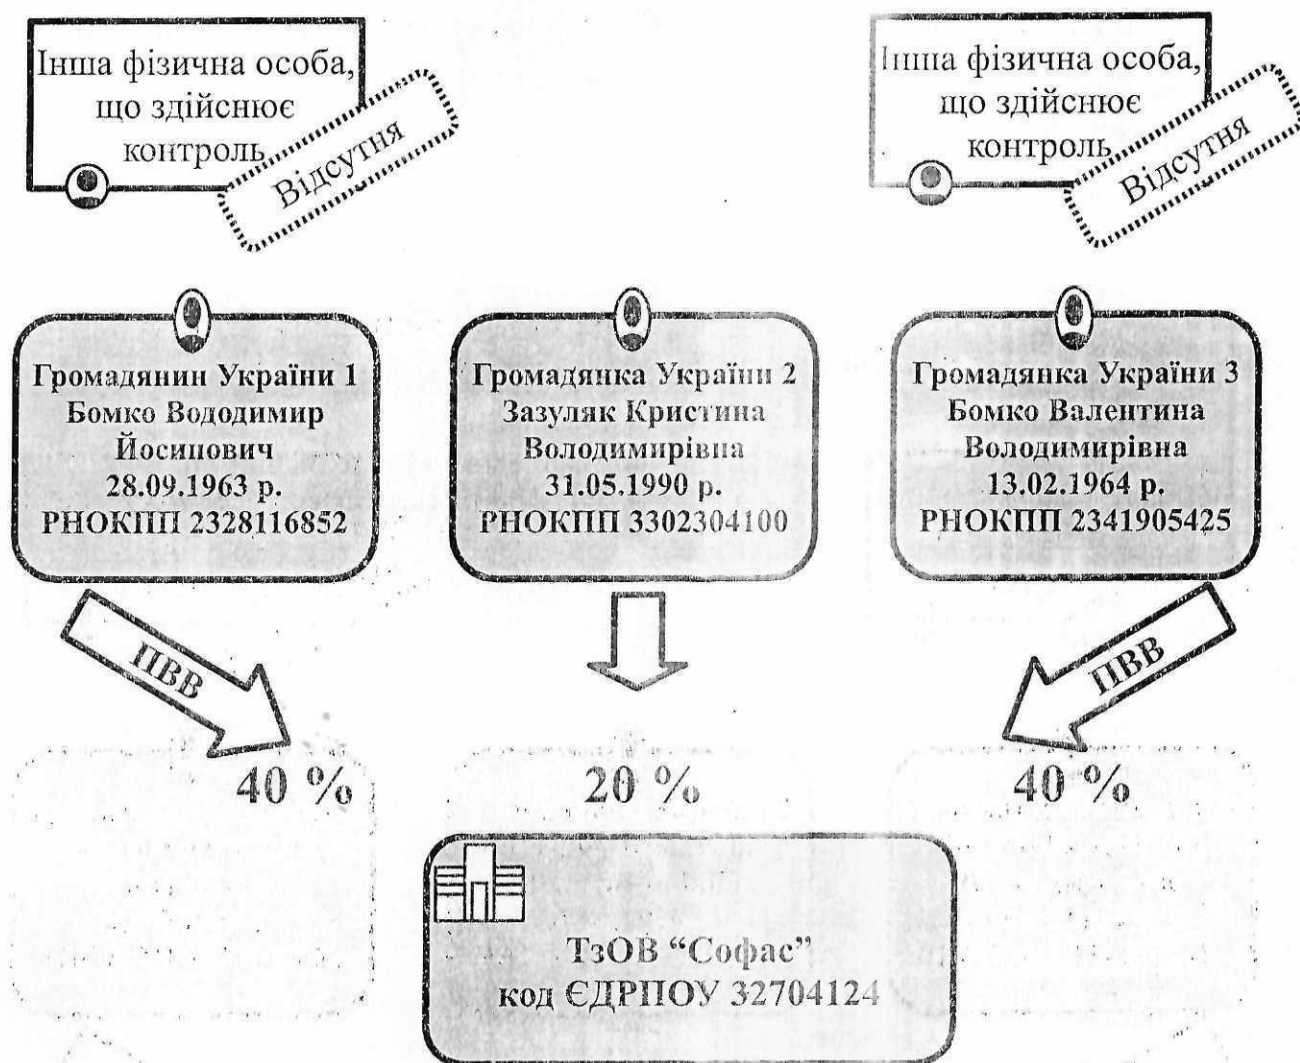 Інша фізична особа,
що здійснює
контроль
Відсутня
Інша фізична особа,
що здійснює
контроль
Відсутня
Громадянин України 1
Бомко Вододимир
Йосипович
28.09.1963 р.
РНОКПП 2328116852
Громадянка України 2
Зазуляк Кристина
Володимирівна
31.05.1990 р.
РНОКПП 3302304100
Громадянка України 3
Бомко Валентина
Володимирівна
13.02.1964 р.
РНОКПП 2341905425
ПВВ
ПВВ
40 %
20 %
40 %
ТзОВ “Софас”
код ЄДРПОУ 32704124